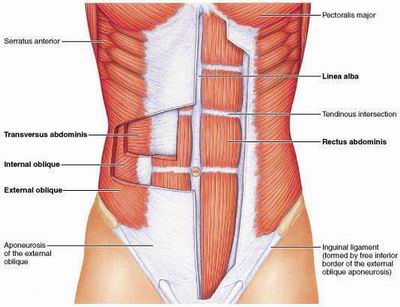 Serratus anterior
Transversus abdominis
Internal oblique
External oblique
Aponeurosis
of the external
oblique
Pectoralis major
Linea alba
Tendinous intersection
Rectus abdominis
Inguinal ligament
(formed by free inferior
border of the external
oblique aponeurosis)